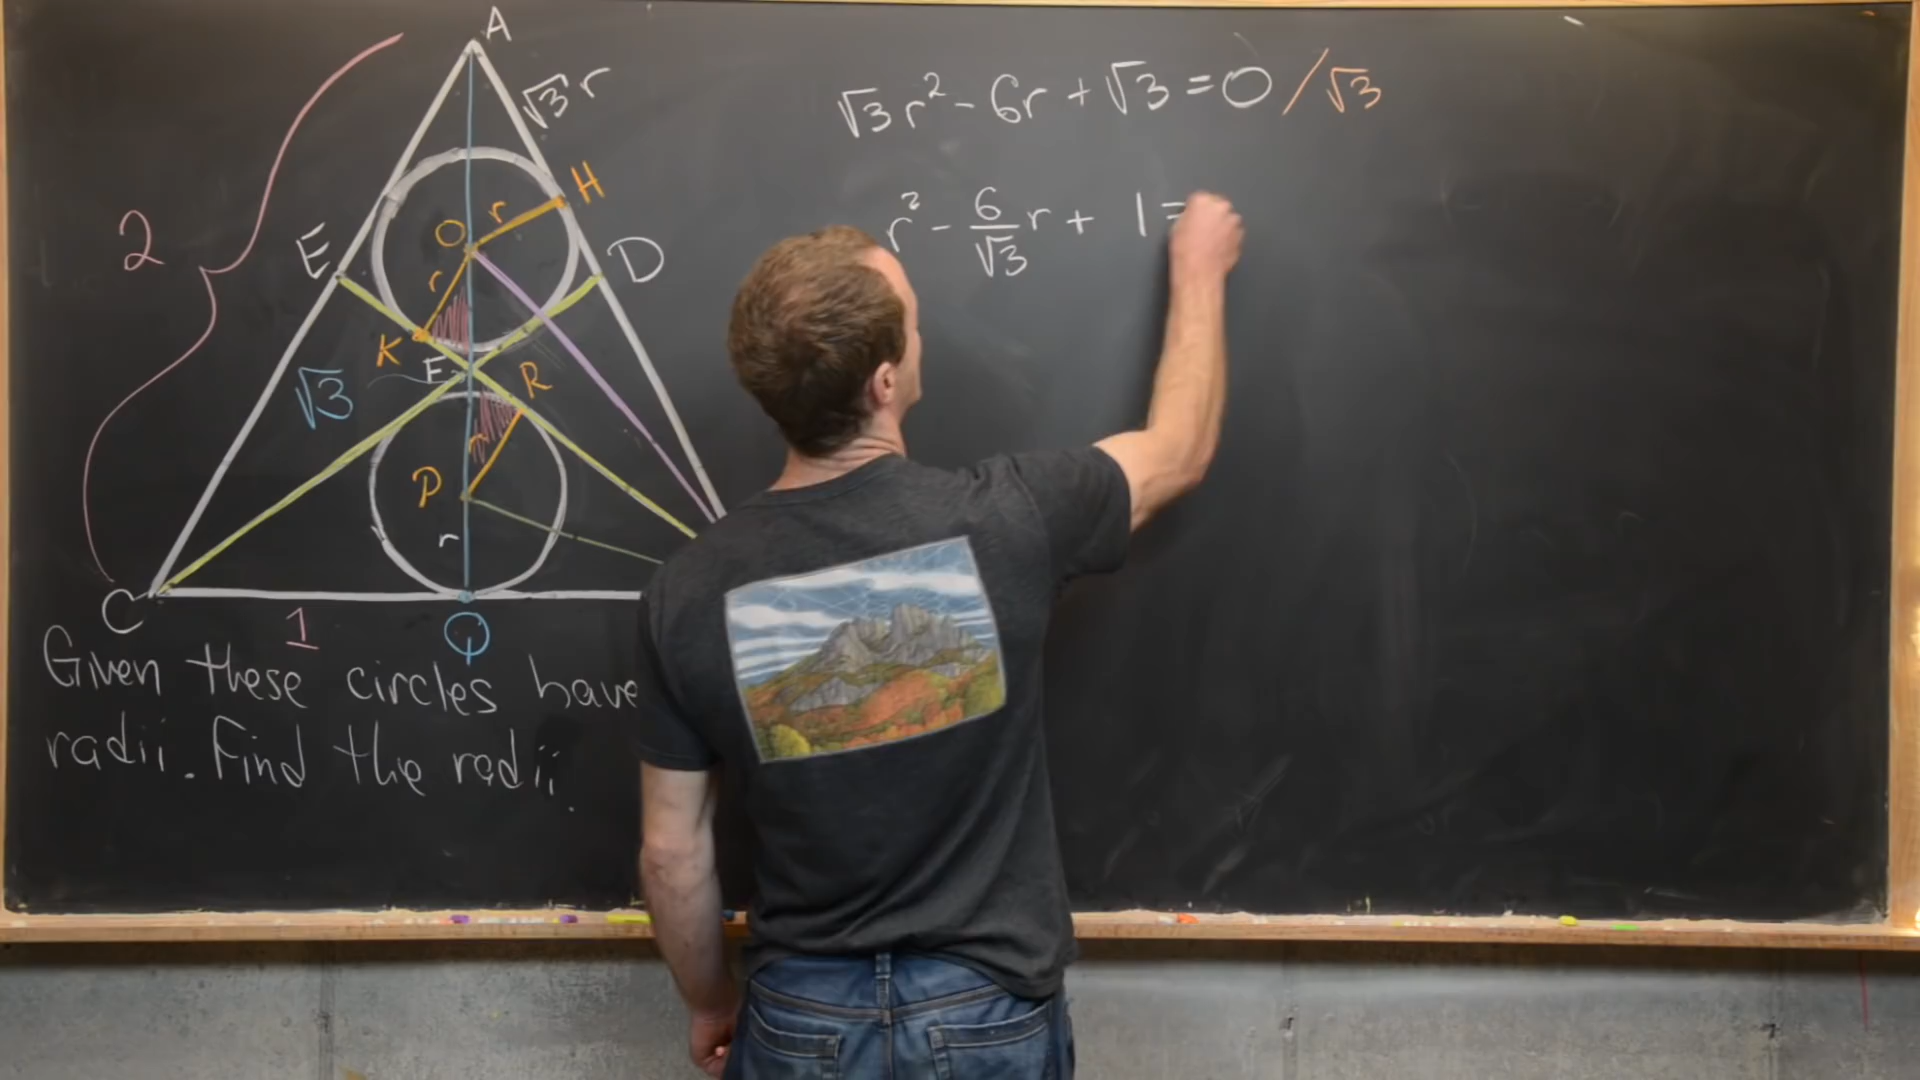 A
√3 r
√3 r² - 6r + √3 = 0 / √3
2
H
r
O
E
D
r² - 6/√3 r + 1 =
r
K
F
R
√3
P
r
C
1
Q
Given these circles have
radii. Find the radii.